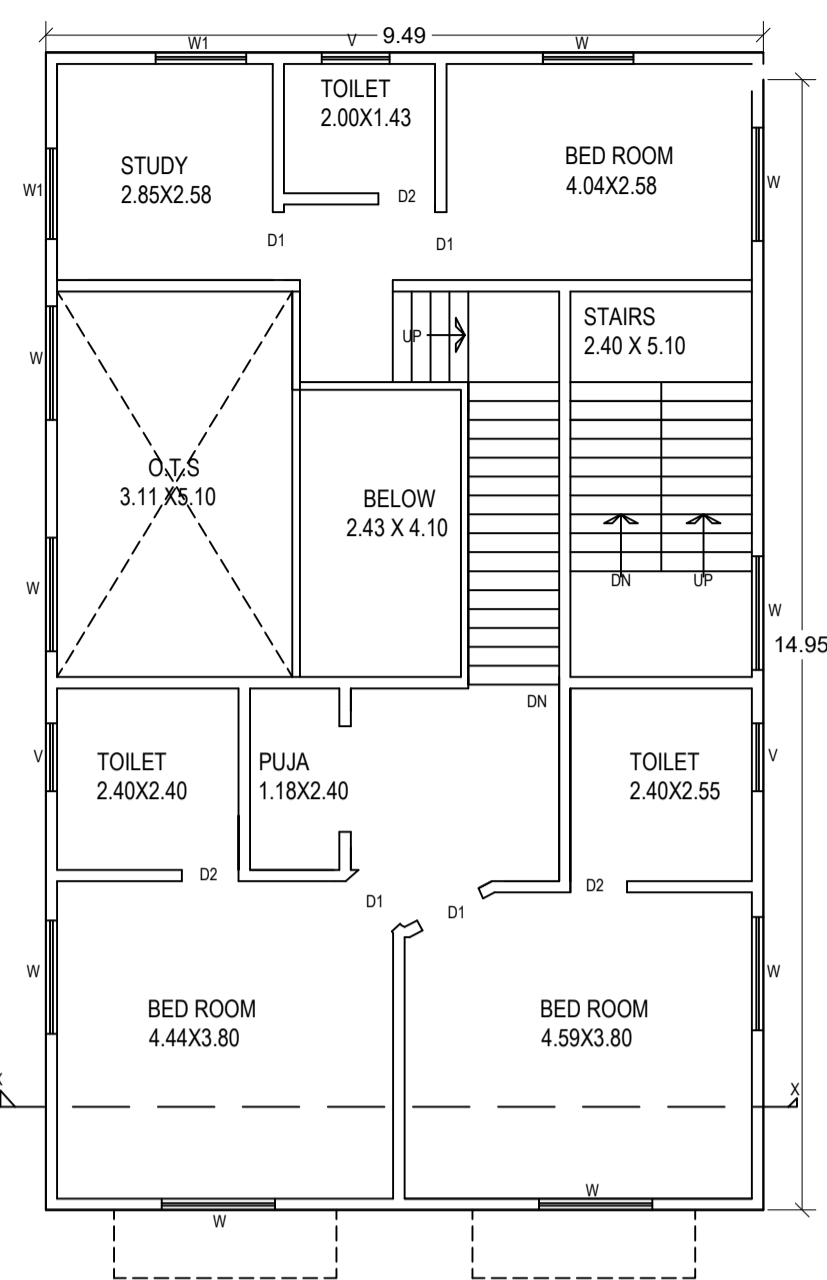 9.49
W1
V
W
TOILET
2.00X1.43
STUDY
2.85X2.58
BED ROOM
4.04X2.58
W1
W
D2
D1
D1
STAIRS
2.40 X 5.10
UP
W
O.T.S
3.11 X5.10
BELOW
2.43 X 4.10
DN
UP
W
W
14.95
DN
V
TOILET
2.40X2.40
PUJA
1.18X2.40
TOILET
2.40X2.55
V
D2
D1
D1
D2
W
W
BED ROOM
4.44X3.80
BED ROOM
4.59X3.80
X
X
W
W